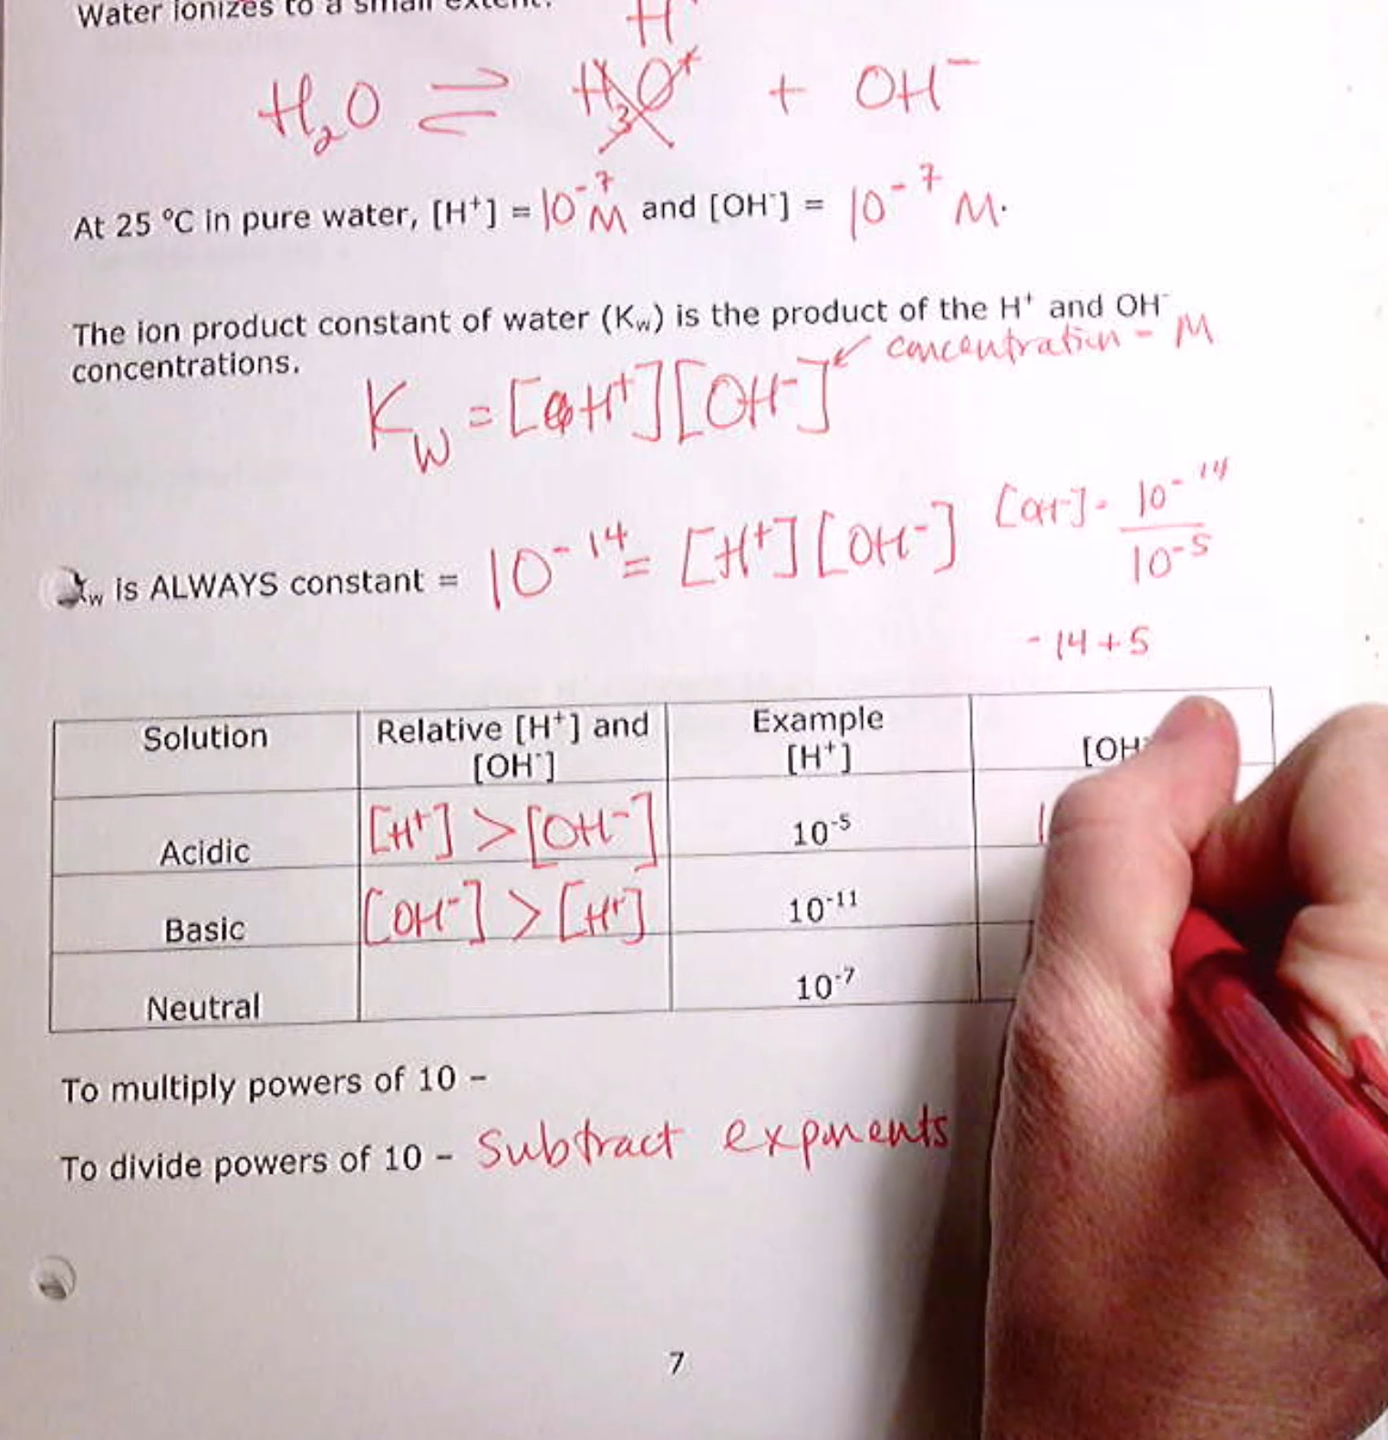 Water ionizes to a small extent.
H
H₂O ⇌ H₃O⁺ + OH⁻
At 25 °C in pure water, [H⁺] = 10⁻⁷ M and [OH⁻] = 10⁻⁷ M.
The ion product constant of water (Kw) is the product of the H⁺ and OH⁻
concentrations.
concentration - M
Kw = [H⁺][OH⁻]
Kw is ALWAYS constant = 10⁻¹⁴ = [H⁺][OH⁻]
[OH⁻] = 10⁻¹⁴ / 10⁻⁵
-14+5
Solution Relative [H⁺] and Example
[OH⁻] [H⁺] [OH
Acidic [H⁺] > [OH⁻] 10⁻⁵ 1
Basic [OH⁻] > [H⁺] 10⁻¹¹
Neutral 10⁻⁷
To multiply powers of 10 –
To divide powers of 10 – Subtract expnents
7